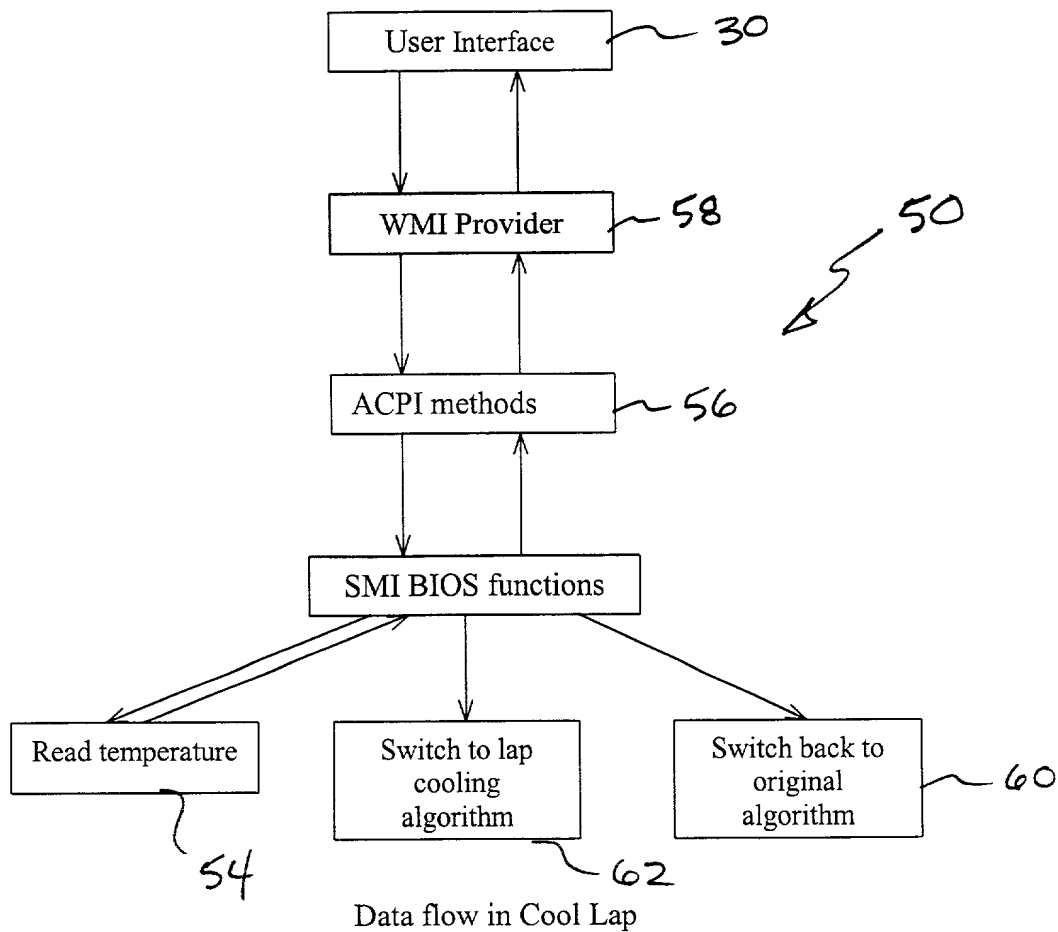 User Interface
30
WMI Provider
58
50
ACPI methods
56
SMI BIOS functions
Read temperature
Switch to lap
cooling
algorithm
Switch back to
original
algorithm
60
54
62
Data flow in Cool Lap